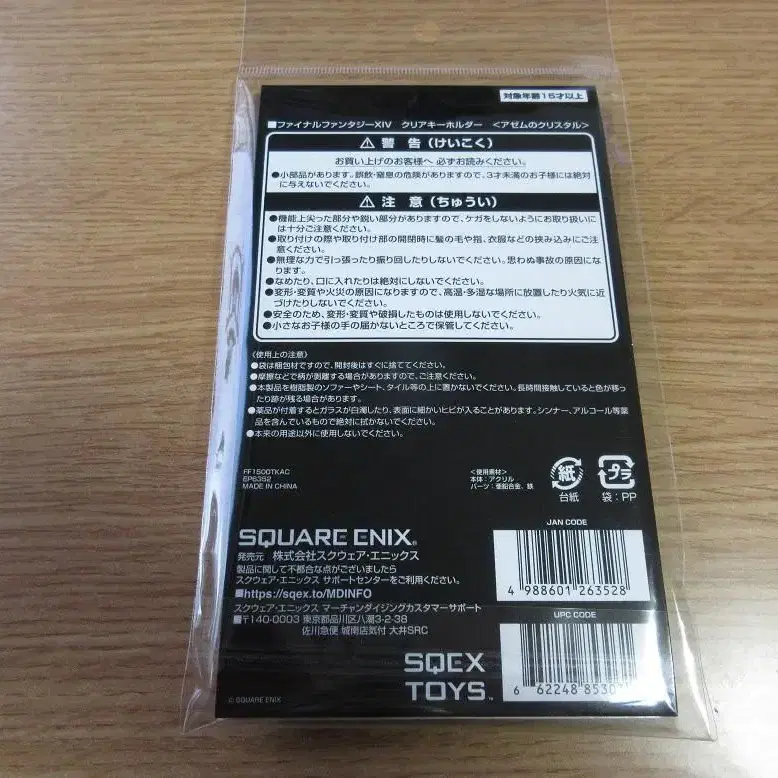 対象年齢15才以上
■ファイナルファンタジーXIV クリアキーホルダー <アゼムのクリスタル>
⚠ 警 告 (けいこく)
お買い上げのお客様へ 必ずお読みください。
●小部品があります。誤飲・窒息の危険がありますので、3才未満のお子様には絶対
に与えないでください。
⚠ 注 意 (ちゅうい)
●機能上尖った部分や鋭い部分がありますので、ケガをしないようにお取り扱いに
は十分ご注意ください。
●取り付けの際や取り付け部の開閉時に髪の毛や指、衣服などの挟み込みにご注
意ください。
●無理な力で引っ張ったり振り回したりしないでください。思わぬ事故の原因にな
ります。
●なめたり、口に入れたりは絶対にしないでください。
●変形・変質や火災の原因になりますので、高温・多湿な場所に放置したり火気に近
づけたりしないでください。
●安全のため、変形・変質や破損したものは使用しないでください。
●小さなお子様の手の届かないところで保管してください。
〈使用上の注意〉
●袋は梱包材ですので、開封後はすぐに捨ててください。
●摩擦などで柄が剥離する場合がありますので、ご注意ください。
●本製品を樹脂製のソファーやシート、タイル等の上に置かないでください。長時間接触していると色が移っ
たり跡が残る場合があります。
●薬品が付着するとガラスが白濁したり、表面に細かいヒビが入ることがあります。シンナー、アルコール等薬
品を含んでいるもので絶対に拭かないでください。
●本来の用途以外に使用しないでください。
FF1500TKAC
EP63S2
MADE IN CHINA
<使用素材>
本体:アクリル
パーツ:亜鉛合金、鉄
紙
台紙
プラ
袋:PP
SQUARE ENIX®
発売元 株式会社スクウェア・エニックス
製品に関して不都合な点がございましたら
スクウェア・エニックス サポートセンターをご利用ください。
■https://sqex.to/MDINFO
スクウェア・エニックス マーチャンダイジングカスタマーサポート
■〒140-0003 東京都品川区八潮3-2-38
佐川急便 城南店気付 大井SRC
JAN CODE
4 988601 263528
UPC CODE
6 62248 8530
SQEX
TOYS™
© SQUARE ENIX